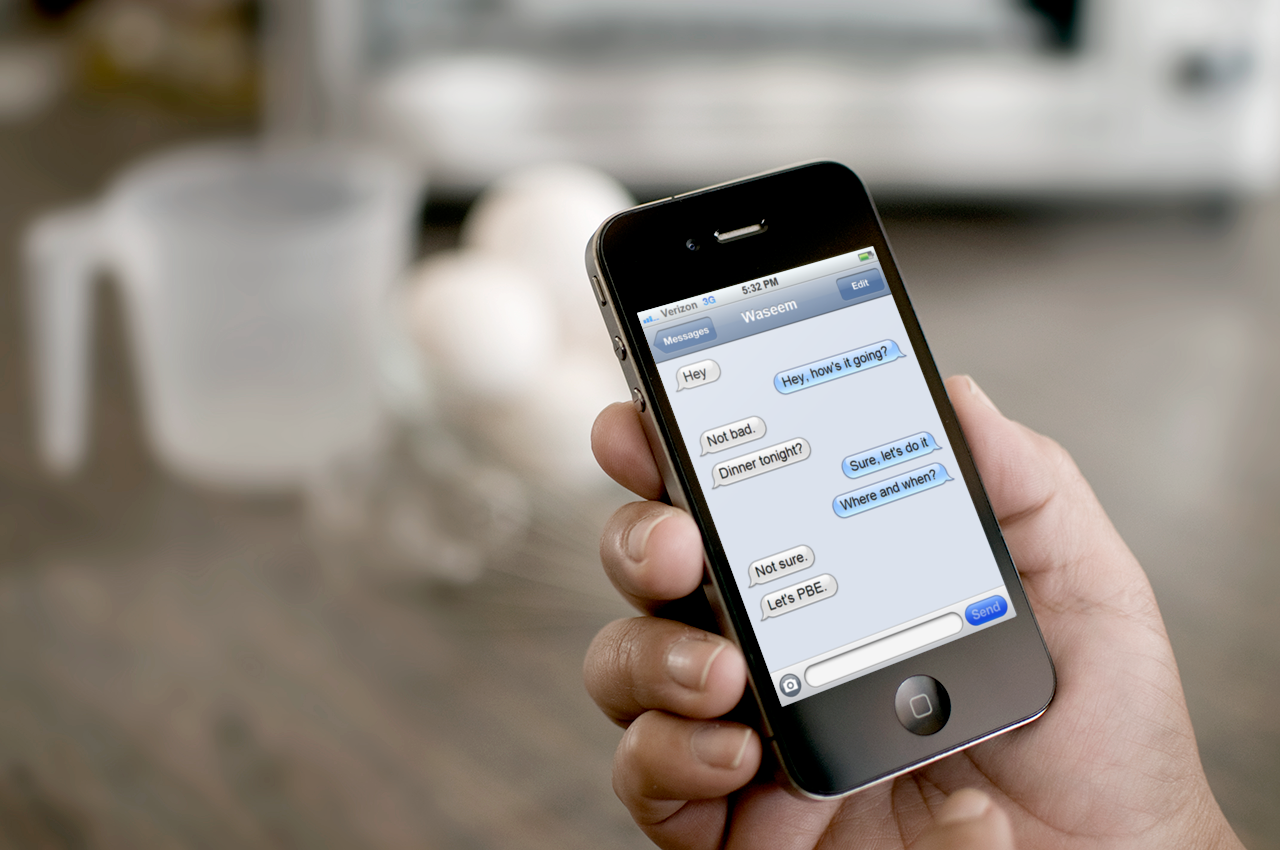 Verizon 3G 5:32 PM
Messages Waseem Edit
Hey
Hey, how's it going?
Not bad.
Dinner tonight?
Sure, let's do it
Where and when?
Not sure.
Let's PBE.
Send